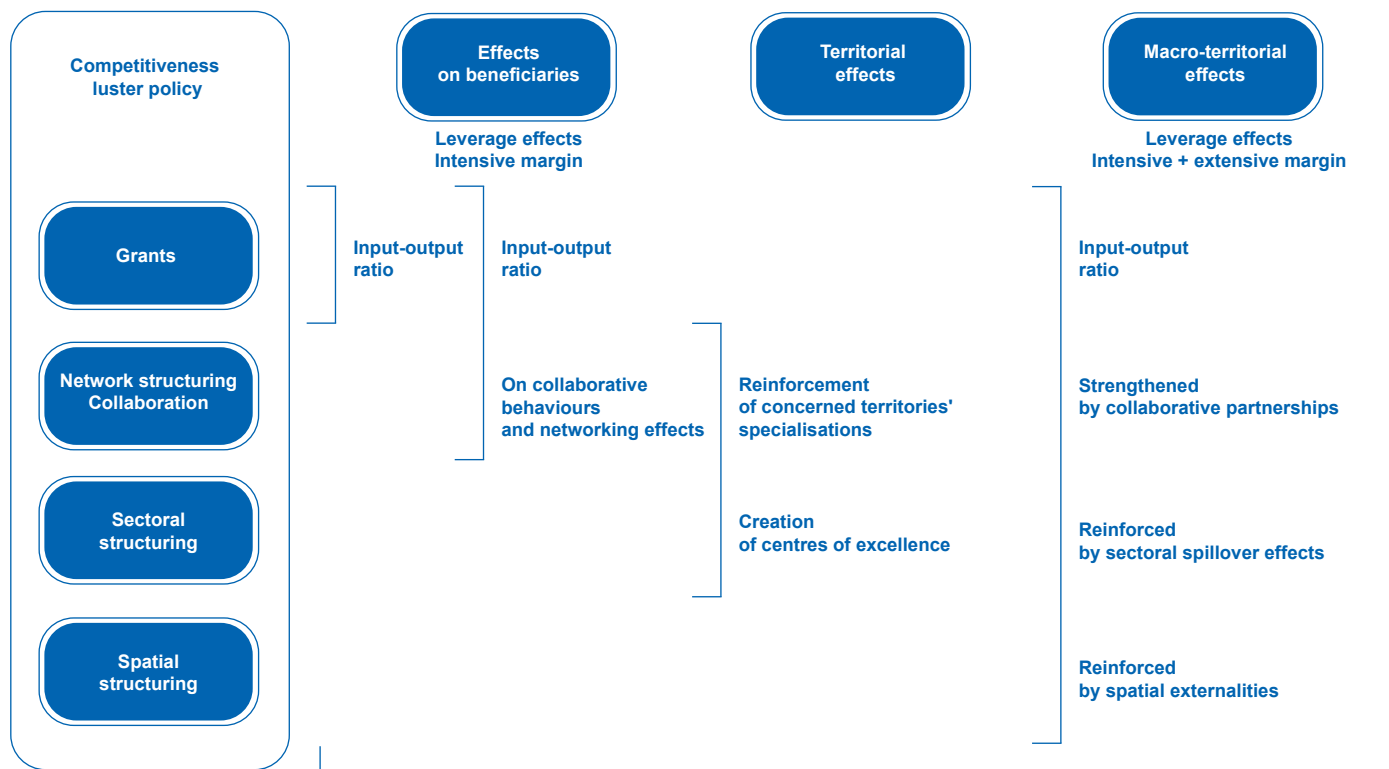 Competitiveness
luster policy
Effects
on beneficiaries
Territorial
effects
Macro-territorial
effects
Leverage effects
Intensive margin
Leverage effects
Intensive + extensive margin
Grants
Input-output
ratio
Input-output
ratio
Input-output
ratio
Network structuring
Collaboration
On collaborative
behaviours
and networking effects
Reinforcement
of concerned territories'
specialisations
Strengthened
by collaborative partnerships
Sectoral
structuring
Creation
of centres of excellence
Reinforced
by sectoral spillover effects
Spatial
structuring
Reinforced
by spatial externalities